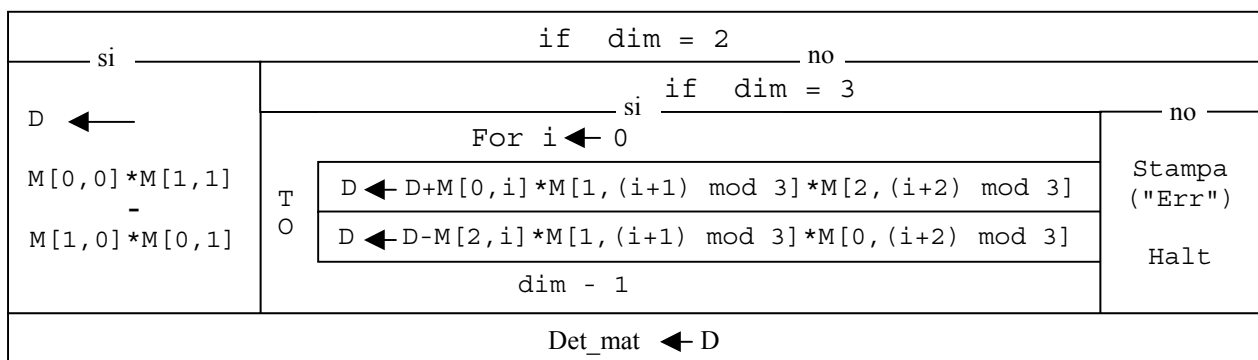 if dim = 2
si
no
D ←
M[0,0]*M[1,1]
-
M[1,0]*M[0,1]
if dim = 3
si
no
For i ← 0
T
O
D ← D+M[0,i]*M[1,(i+1) mod 3]*M[2,(i+2) mod 3]
D ← D-M[2,i]*M[1,(i+1) mod 3]*M[0,(i+2) mod 3]
dim - 1
Stampa
("Err")
Halt
Det_mat ← D